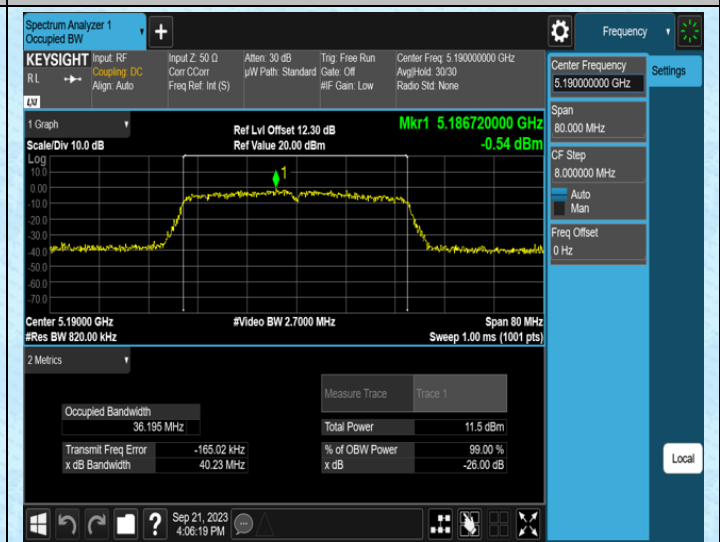 Spectrum Analyzer 1
Occupied BW
+
Frequency
KEYSIGHT
R L
LXI
Input: RF
Coupling: DC
Align: Auto
Input Z: 50 Ω
Corr CCorr
Freq Ref: Int (S)
Atten: 30 dB
µW Path: Standard
Trig: Free Run
Gate: Off
#IF Gain: Low
Center Freq: 5.190000000 GHz
Avg|Hold: 30/30
Radio Std: None
Center Frequency
5.190000000 GHz
Settings
Span
80.000 MHz
CF Step
8.000000 MHz
Auto
Man
Freq Offset
0 Hz
Local
1 Graph
Scale/Div 10.0 dB
Ref Lvl Offset 12.30 dB
Ref Value 20.00 dBm
Mkr1 5.186720000 GHz
-0.54 dBm
Log
10.0
0.00
-10.0
-20.0
-30.0
-40.0
-50.0
-60.0
-70.0
1
Center 5.19000 GHz
#Video BW 2.7000 MHz
Span 80 MHz
#Res BW 820.00 kHz
Sweep 1.00 ms (1001 pts)
2 Metrics
Measure Trace Trace 1
Occupied Bandwidth
36.195 MHz
Total Power 11.5 dBm
Transmit Freq Error -165.02 kHz
% of OBW Power 99.00 %
x dB Bandwidth 40.23 MHz
x dB -26.00 dB
?
Sep 21, 2023
4:06:19 PM